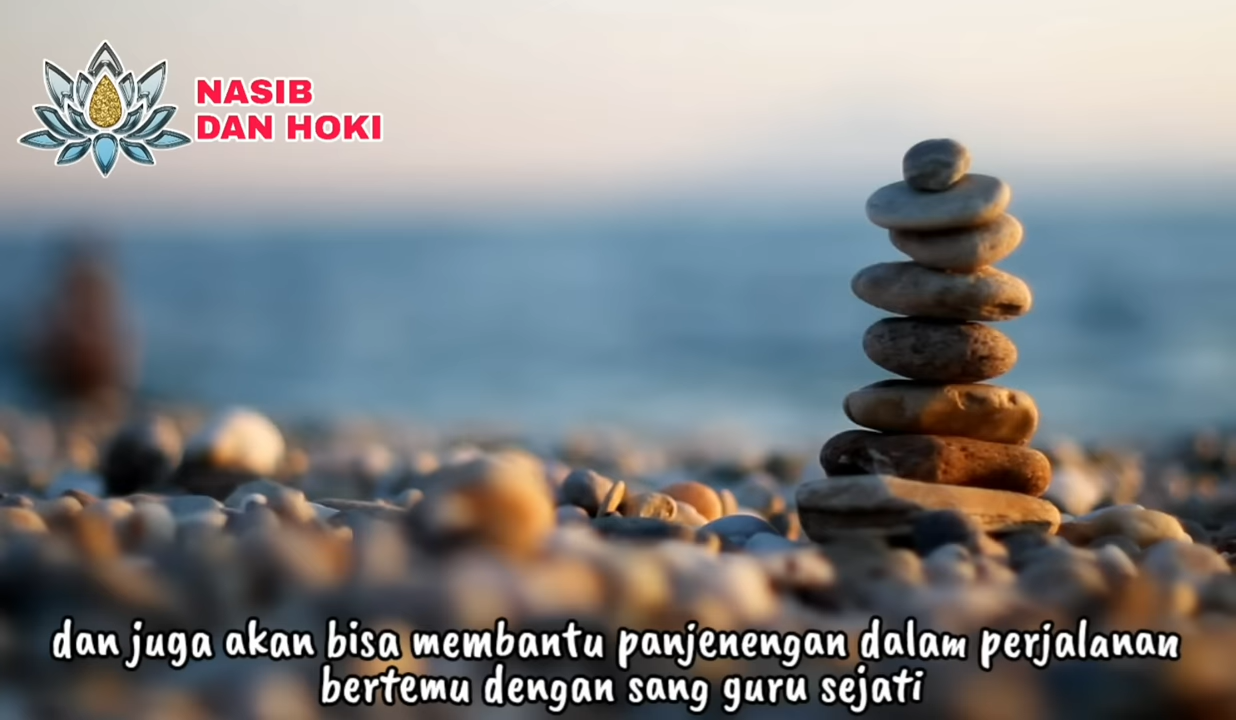 NASIB
DAN HOKI
dan juga akan bisa membantu panjenengan dalam perjalanan
bertemu dengan sang guru sejati